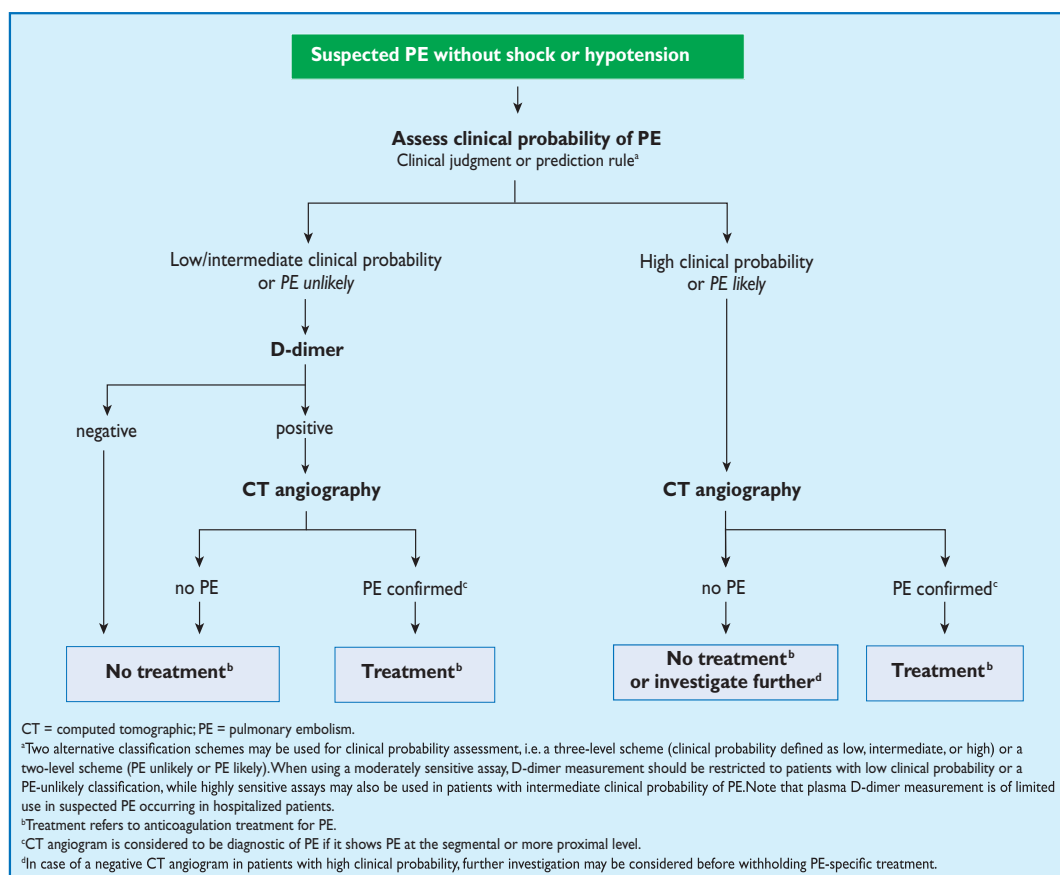 Suspected PE without shock or hypotension
Assess clinical probability of PE
Clinical judgment or prediction ruleᵃ
Low/intermediate clinical probability
or PE unlikely
High clinical probability
or PE likely
D-dimer
negative
positive
CT angiography
CT angiography
no PE
PE confirmedᶜ
no PE
PE confirmedᶜ
No treatmentᵇ
Treatmentᵇ
No treatmentᵇ
or investigate furtherᵈ
Treatmentᵇ
CT = computed tomographic; PE = pulmonary embolism.
ᵃTwo alternative classification schemes may be used for clinical probability assessment, i.e. a three-level scheme (clinical probability defined as low, intermediate, or high) or a
two-level scheme (PE unlikely or PE likely). When using a moderately sensitive assay, D-dimer measurement should be restricted to patients with low clinical probability or a
PE-unlikely classification, while highly sensitive assays may also be used in patients with intermediate clinical probability of PE. Note that plasma D-dimer measurement is of limited
use in suspected PE occurring in hospitalized patients.
ᵇTreatment refers to anticoagulation treatment for PE.
ᶜCT angiogram is considered to be diagnostic of PE if it shows PE at the segmental or more proximal level.
ᵈIn case of a negative CT angiogram in patients with high clinical probability, further investigation may be considered before withholding PE-specific treatment.